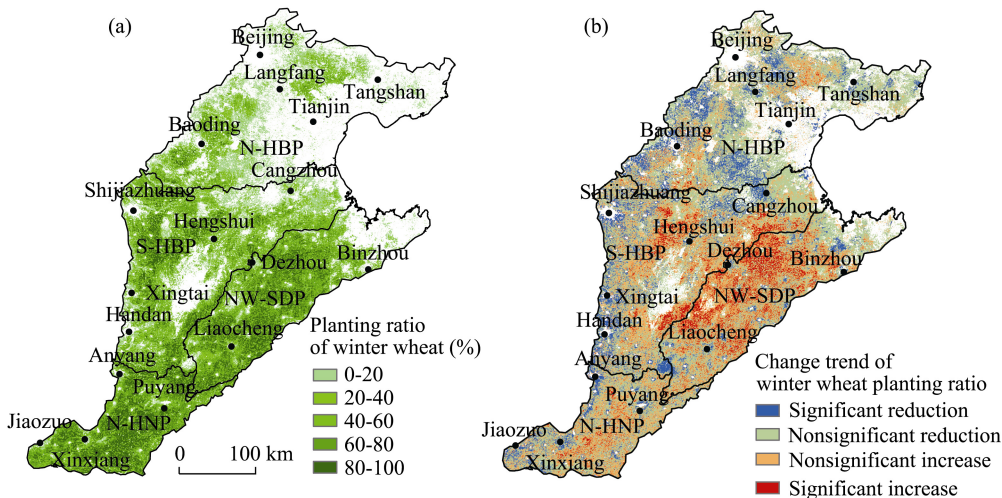 (a)
Beijing
Langfang
Tangshan
Tianjin
Baoding
N-HBP
Cangzhou
Shijiazhuang
Hengshui
S-HBP
Dezhou
Binzhou
NW-SDP
Xingtai
Handan
Liaocheng
Anyang
Puyang
N-HNP
Jiaozuo
Xinxiang
0 100 km
Planting ratio
of winter wheat (%)
0-20
20-40
40-60
60-80
80-100
(b)
Beijing
Langfang
Tangshan
Tianjin
Baoding
N-HBP
Shijiazhuang
Cangzhou
Hengshui
S-HBP
Dezhou
Binzhou
NW-SDP
Xingtai
Handan
Liaocheng
Anyang
Puyang
N-HNP
Jiaozuo
Xinxiang
Change trend of
winter wheat planting ratio
Significant reduction
Nonsignificant reduction
Nonsignificant increase
Significant increase